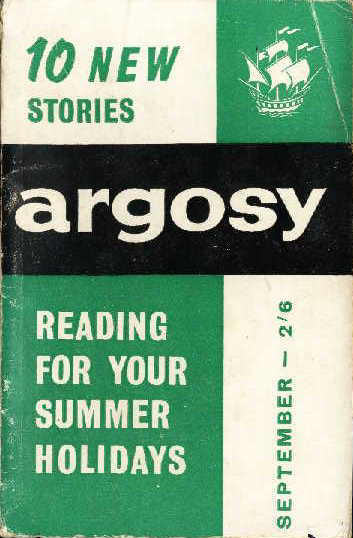 10 NEW
STORIES
argosy
READING
FOR YOUR
SUMMER
HOLIDAYS
SEPTEMBER — 2/6